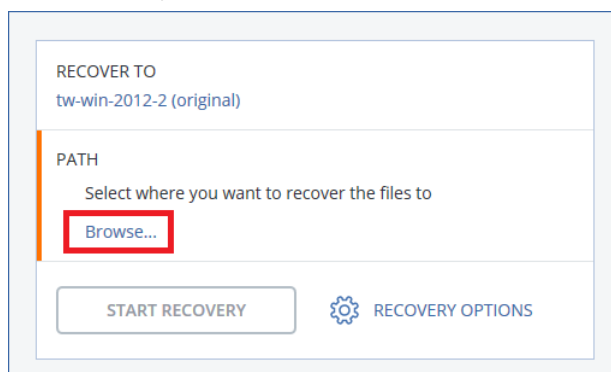 RECOVER TO
tw-win-2012-2 (original)
PATH
Select where you want to recover the files to
Browse...
START RECOVERY
RECOVERY OPTIONS